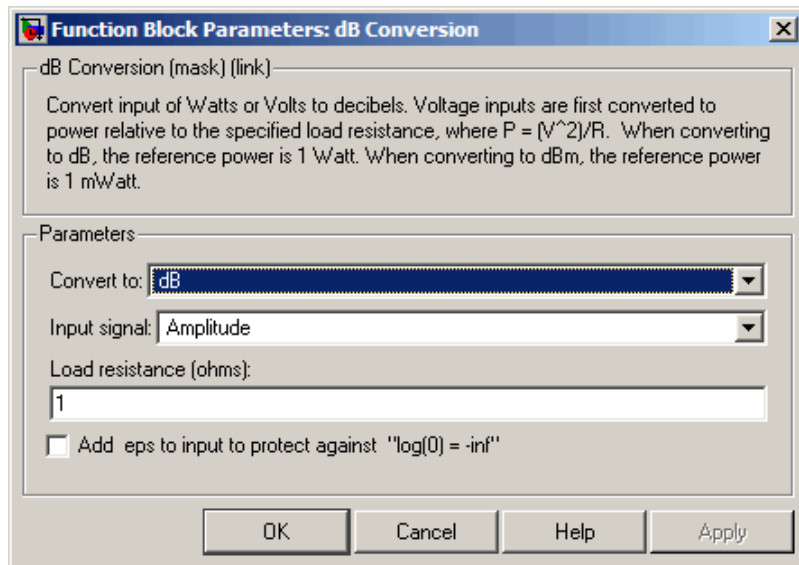 Function Block Parameters: dB Conversion
dB Conversion (mask) (link)
Convert input of Watts or Volts to decibels. Voltage inputs are first converted to
power relative to the specified load resistance, where P = (V^2)/R.  When converting
to dB, the reference power is 1 Watt. When converting to dBm, the reference power
is 1 mWatt.
Parameters
Convert to: dB
Input signal: Amplitude
Load resistance (ohms):
1
Add  eps to input to protect against  "log(0) = -inf"
OK Cancel Help Apply